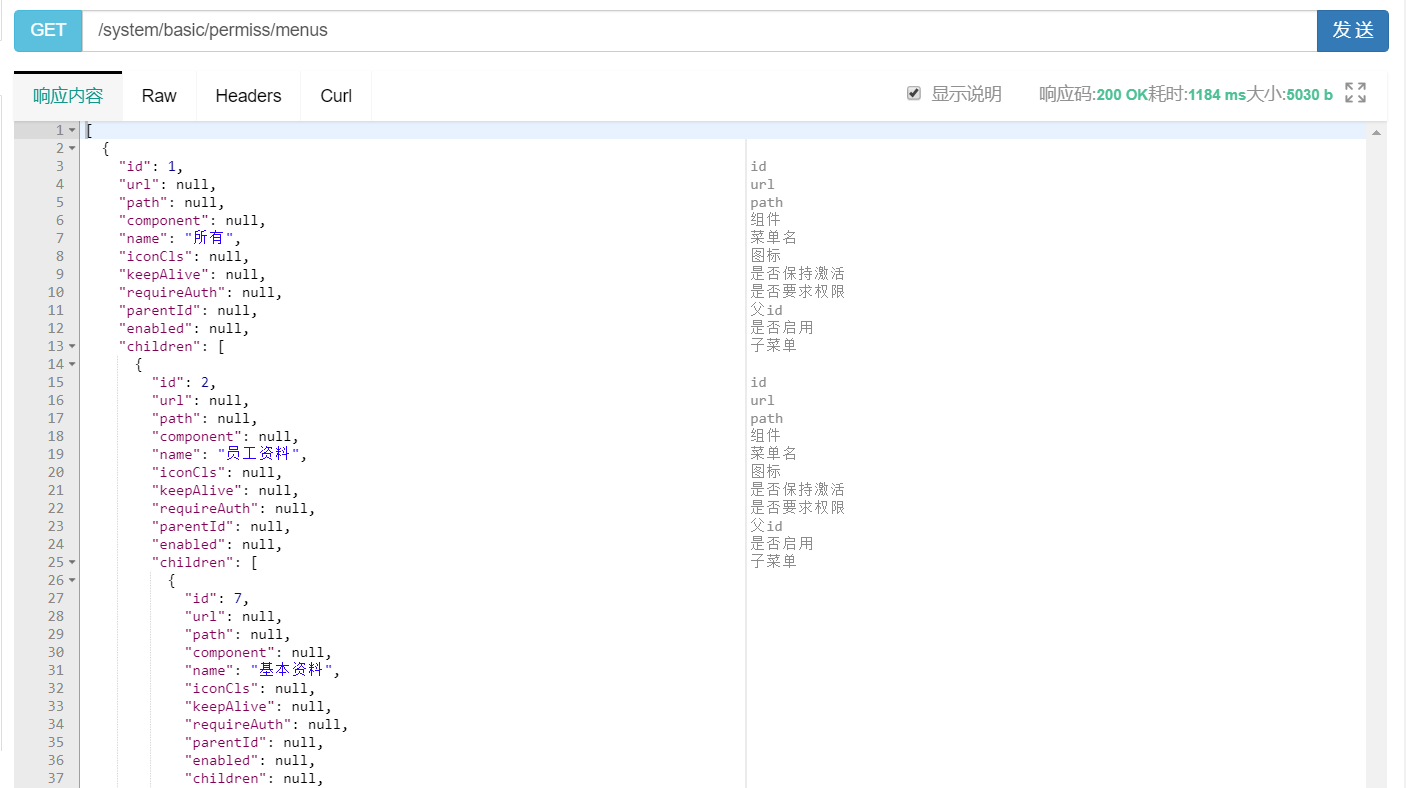 GET /system/basic/permiss/menus 发 送
响应内容 Raw Headers Curl 显示说明 响应码:200 OK耗时:1184 ms大小:5030 b
1 [
2 {
3 "id": 1, id
4 "url": null, url
5 "path": null, path
6 "component": null, 组件
7 "name": "所有", 菜单名
8 "iconCls": null, 图标
9 "keepAlive": null, 是否保持激活
10 "requireAuth": null, 是否要求权限
11 "parentId": null, 父id
12 "enabled": null, 是否启用
13 "children": [ 子菜单
14 {
15 "id": 2, id
16 "url": null, url
17 "path": null, path
18 "component": null, 组件
19 "name": "员工资料", 菜单名
20 "iconCls": null, 图标
21 "keepAlive": null, 是否保持激活
22 "requireAuth": null, 是否要求权限
23 "parentId": null, 父id
24 "enabled": null, 是否启用
25 "children": [ 子菜单
26 {
27 "id": 7,
28 "url": null,
29 "path": null,
30 "component": null,
31 "name": "基本资料",
32 "iconCls": null,
33 "keepAlive": null,
34 "requireAuth": null,
35 "parentId": null,
36 "enabled": null,
37 "children": null,